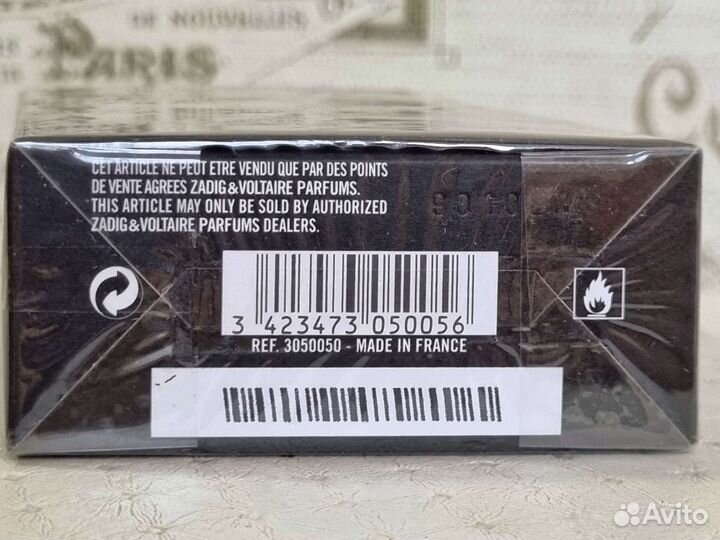 DE NOUVELLES,
PARIS
CET ARTICLE NE PEUT ETRE VENDU QUE PAR DES POINTS
DE VENTE AGREES ZADIG&VOLTAIRE PARFUMS.
THIS ARTICLE MAY ONLY BE SOLD BY AUTHORIZED
ZADIG&VOLTAIRE PARFUMS DEALERS.
3 423473 050056
REF. 3050050 - MADE IN FRANCE
Avito